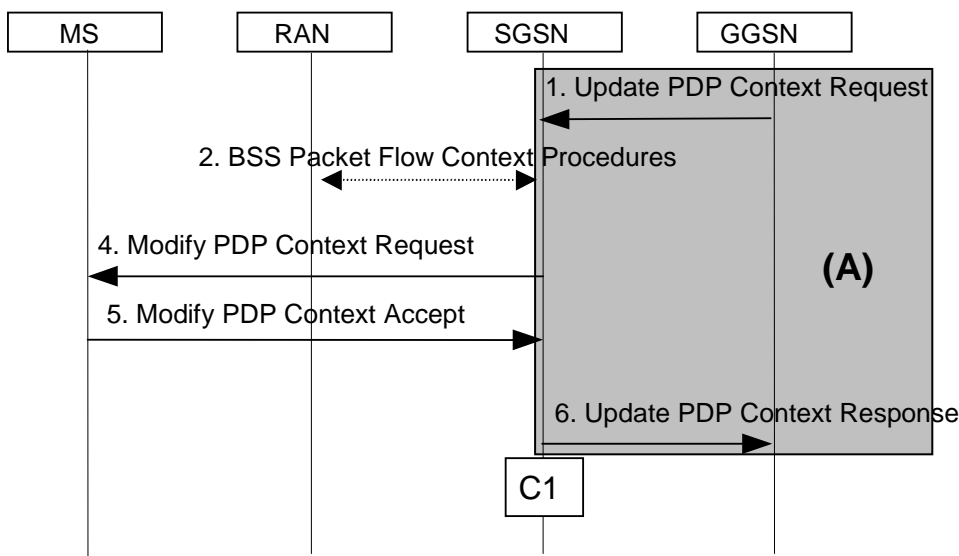 MS
RAN
SGSN
GGSN
1. Update PDP Context Request
2. BSS Packet Flow Context Procedures
4. Modify PDP Context Request
(A)
5. Modify PDP Context Accept
6. Update PDP Context Response
C1